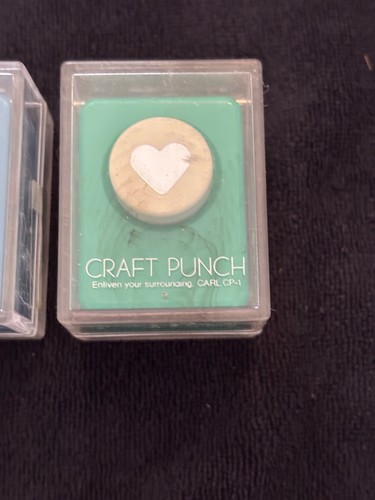 CRAFT PUNCH
Enliven your surrounding. CARL CP-1